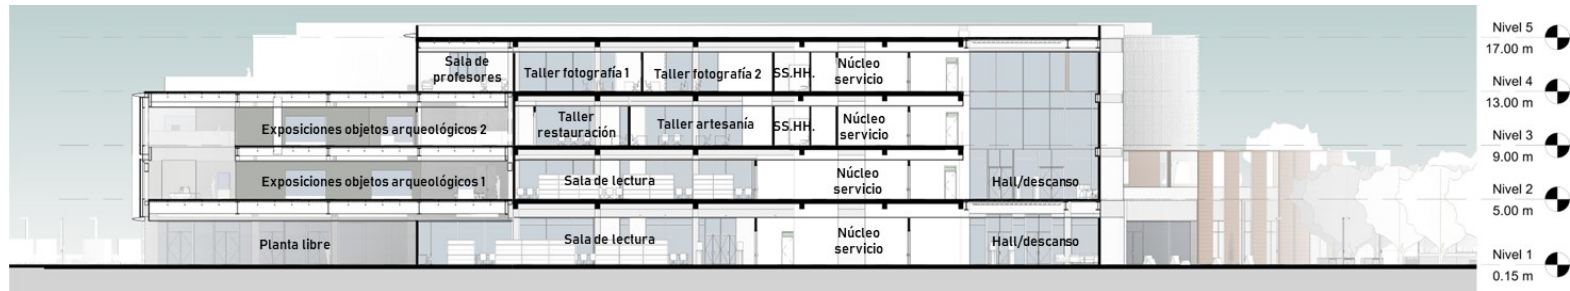 Nivel 5
17.00 m
Sala de
profesores
Taller fotografía 1
Taller fotografía 2
SS.HH.
Núcleo
servicio
Nivel 4
13.00 m
Exposiciones objetos arqueológicos 2
Taller
restauración
Taller artesanía
SS.HH.
Núcleo
servicio
Nivel 3
9.00 m
Exposiciones objetos arqueológicos 1
Sala de lectura
Núcleo
servicio
Hall/descanso
Nivel 2
5.00 m
Planta libre
Sala de lectura
Núcleo
servicio
Hall/descanso
Nivel 1
0.15 m